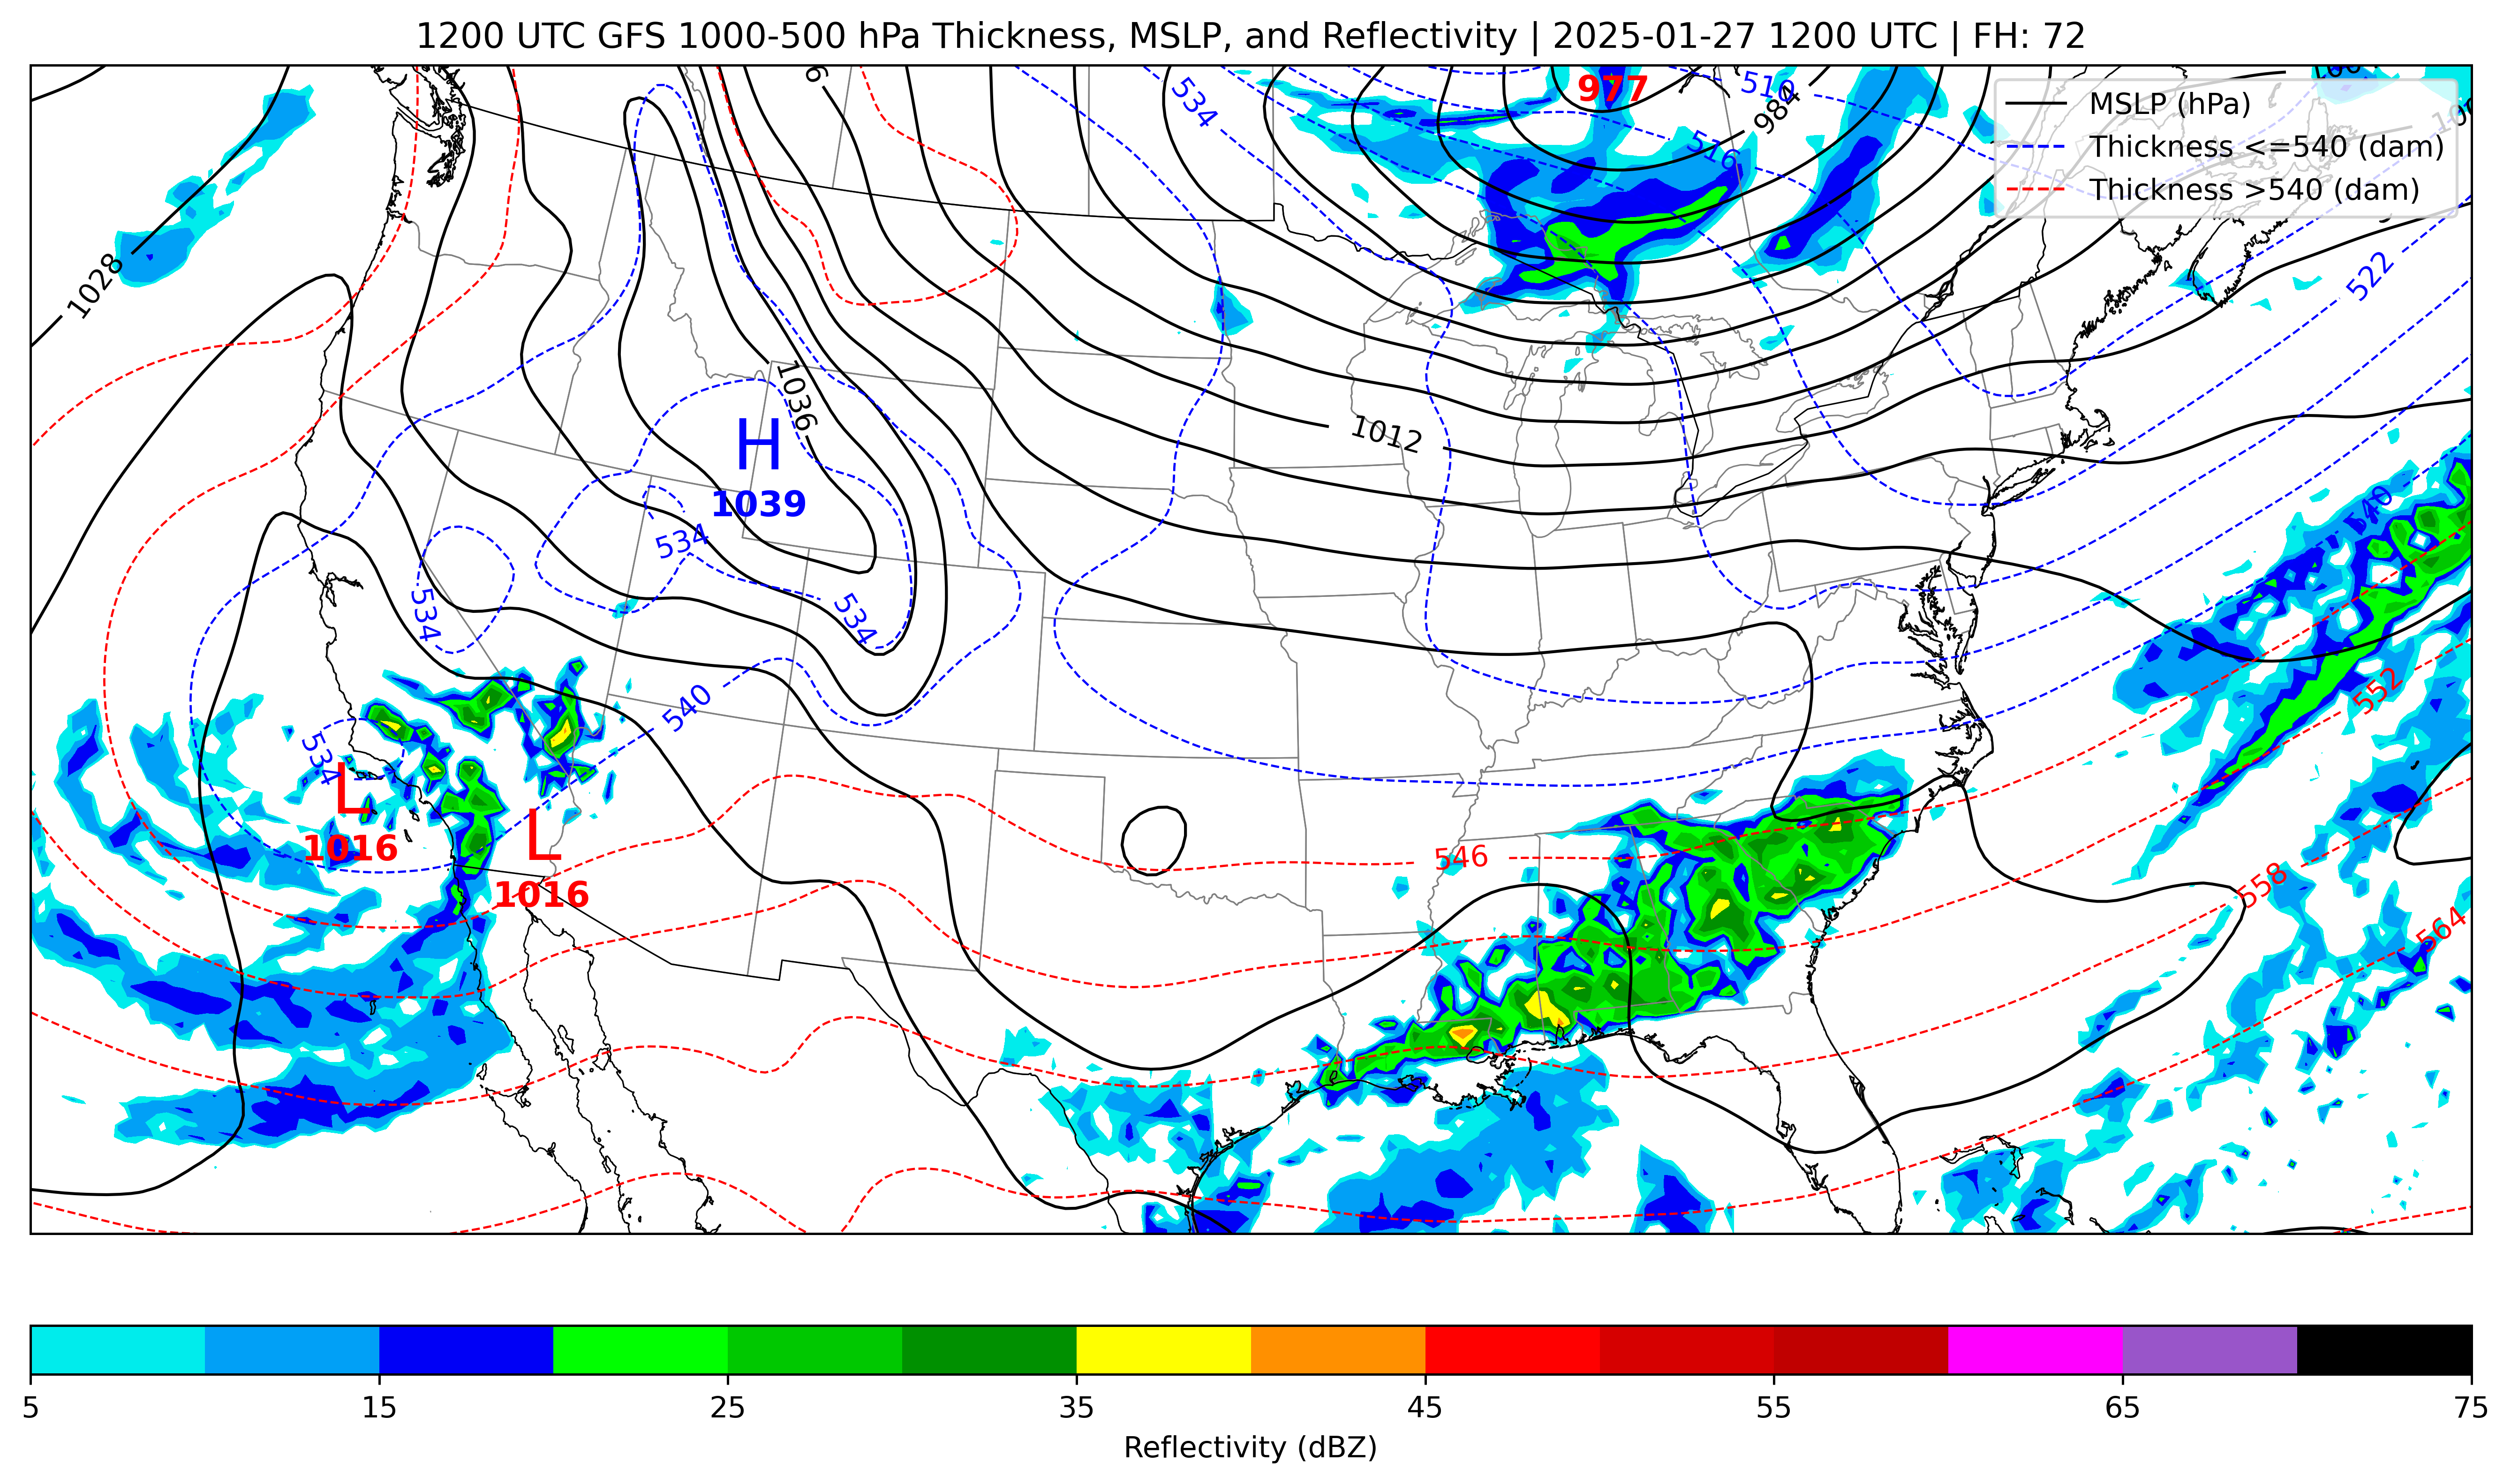 1200 UTC GFS 1000-500 hPa Thickness, MSLP, and Reflectivity | 2025-01-27 1200 UTC | FH: 72
977
510
984
534
516
MSLP (hPa)
Thickness <=540 (dam)
Thickness >540 (dam)
1028
522
1036
1012
H
1039
540
534
534
534
552
540
534
L
1016
L
1016
546
558
564
5 15 25 35 45 55 65 75
Reflectivity (dBZ)